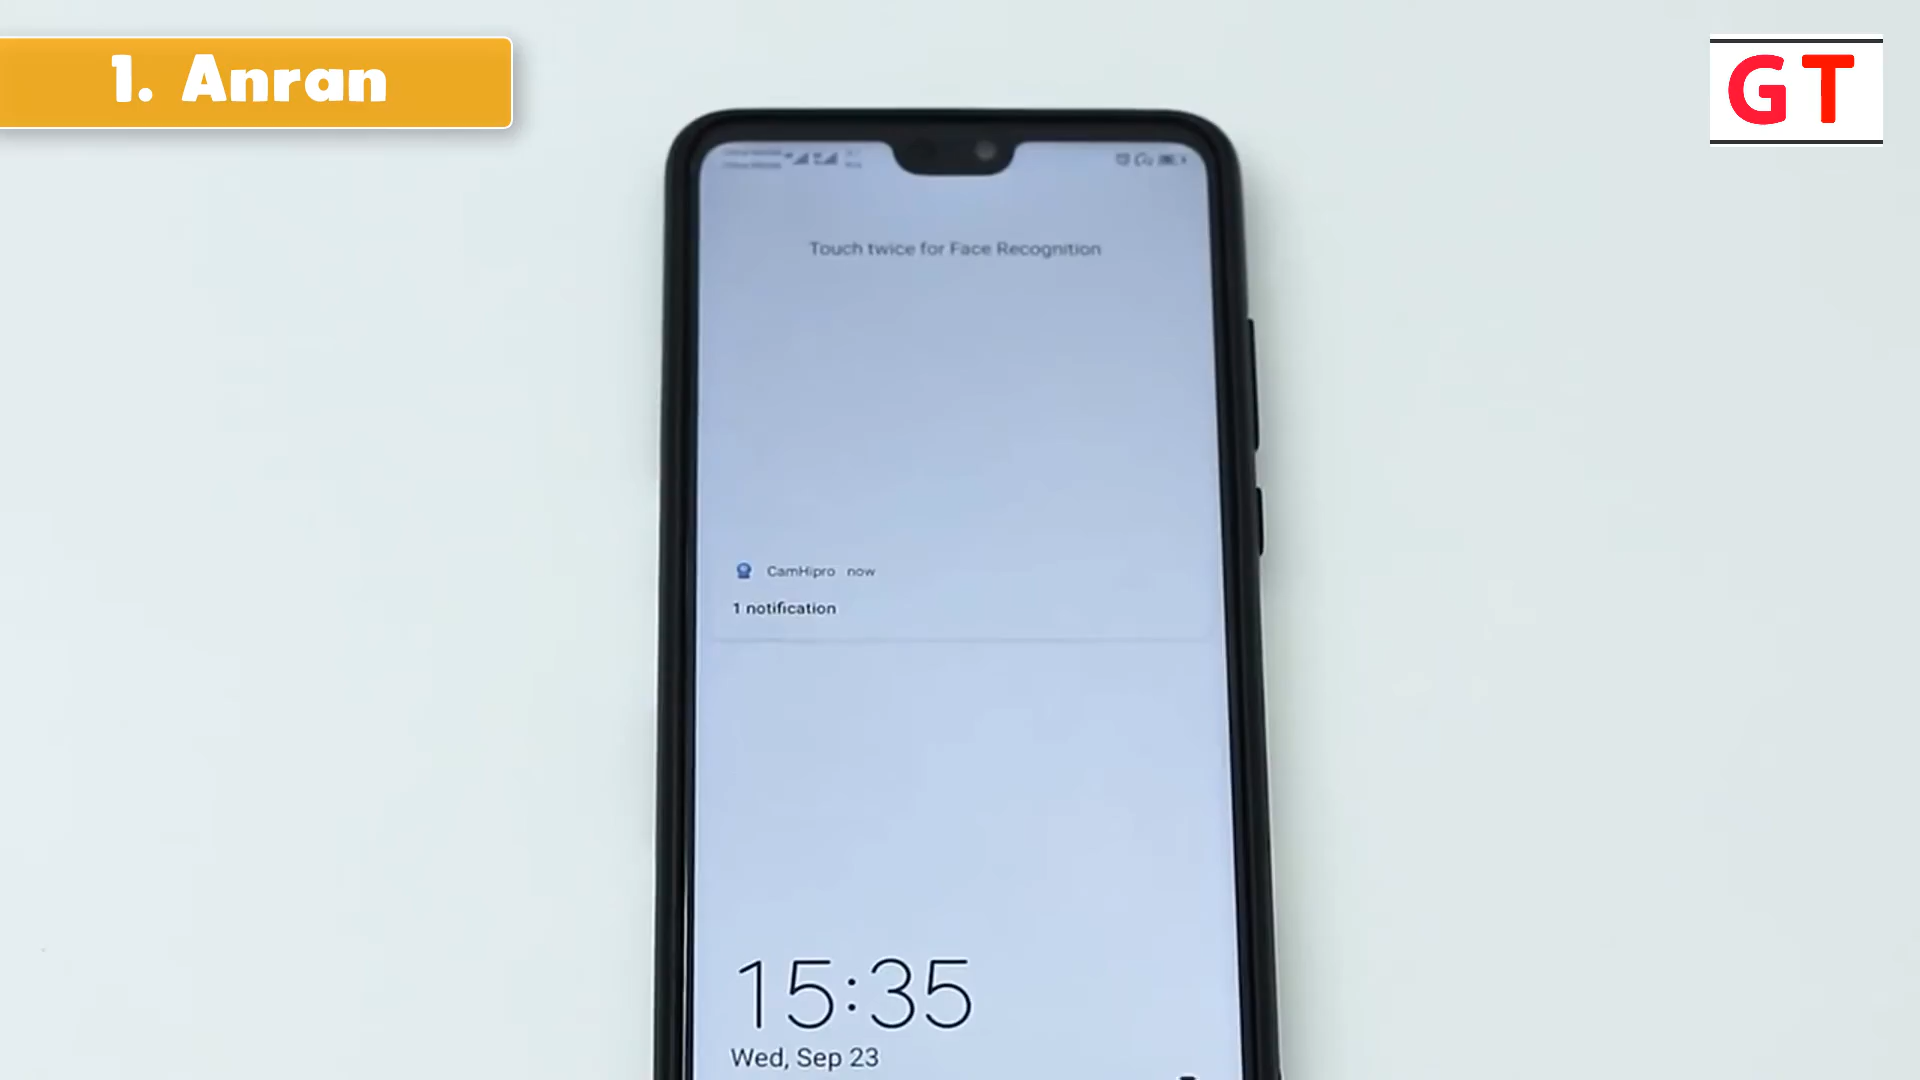 1. Anran
GT
Touch twice for Face Recognition
CamHipro now
1 notification
15:35
Wed, Sep 23